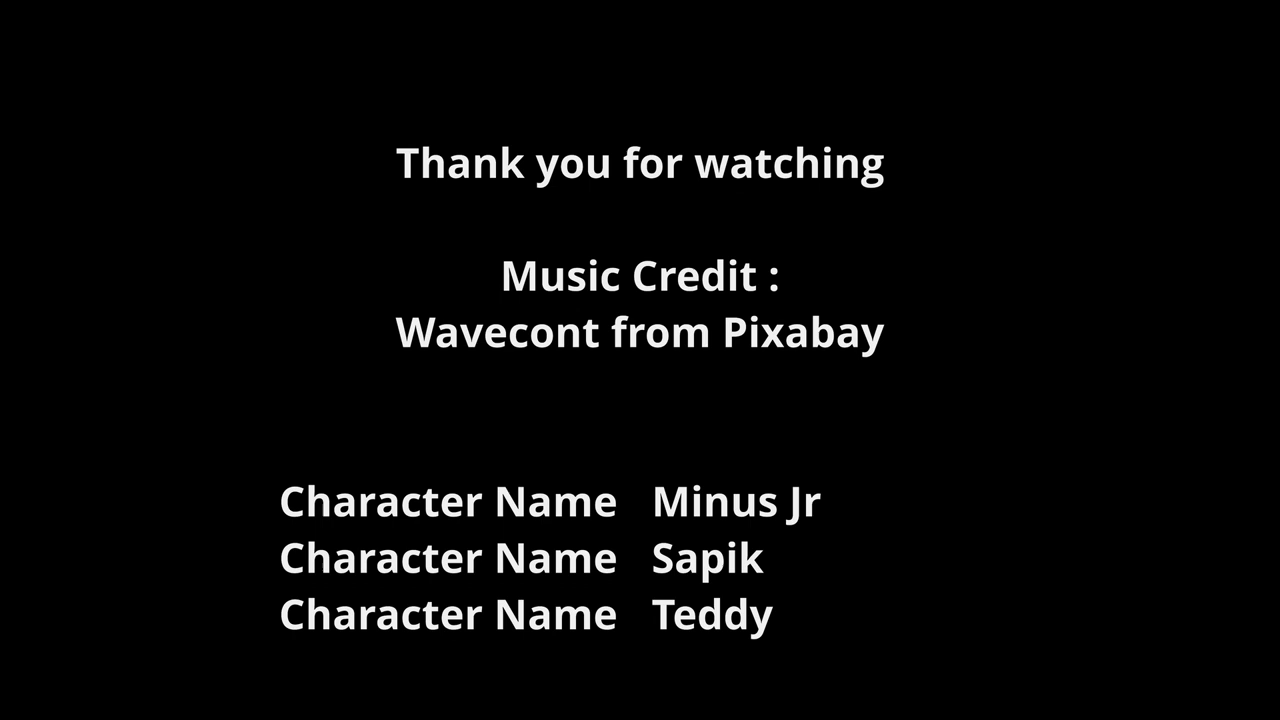 Thank you for watching
Music Credit :
Wavecont from Pixabay
Character Name Minus Jr
Character Name Sapik
Character Name Teddy